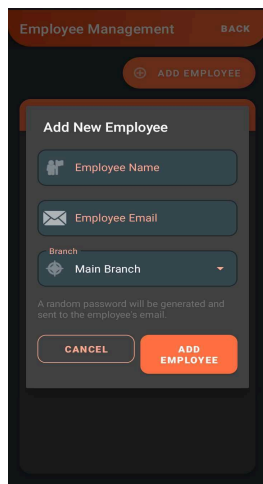 Employee Management BACK
ADD EMPLOYEE
Add New Employee
Employee Name
Employee Email
Branch
Main Branch
A random password will be generated and
sent to the employee's email.
CANCEL
ADD
EMPLOYEE